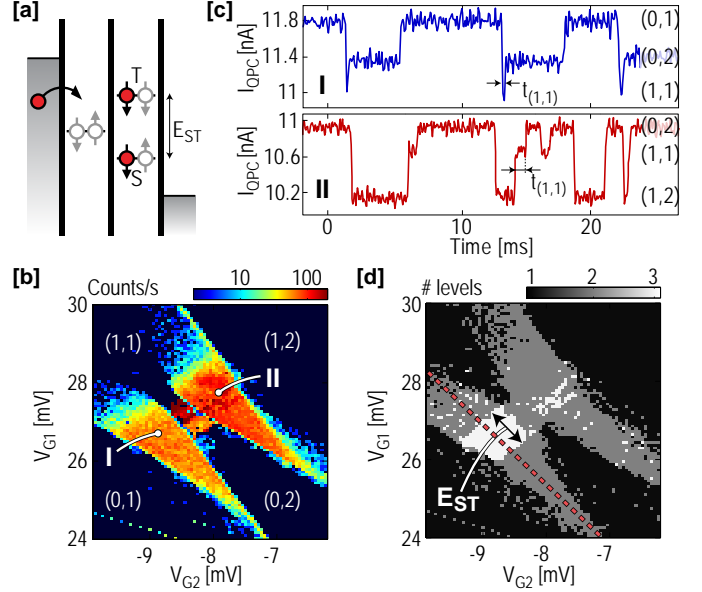 [a]
T
E_ST
S
[c]
I_QPC [nA]
11.8
11.4
11
I
t_(1,1)
(0,1)
(0,2)
(1,1)
I_QPC [nA]
11
10.6
10.2
II
t_(1,1)
(0,2)
(1,1)
(1,2)
0
10
20
Time [ms]
[b]
Counts/s
10
100
V_G1 [mV]
30
28
26
24
(1,1)
(1,2)
II
I
(0,1)
(0,2)
-9
-8
-7
V_G2 [mV]
[d]
# levels
1
2
3
V_G1 [mV]
30
28
26
24
E_ST
-9
-8
-7
V_G2 [mV]